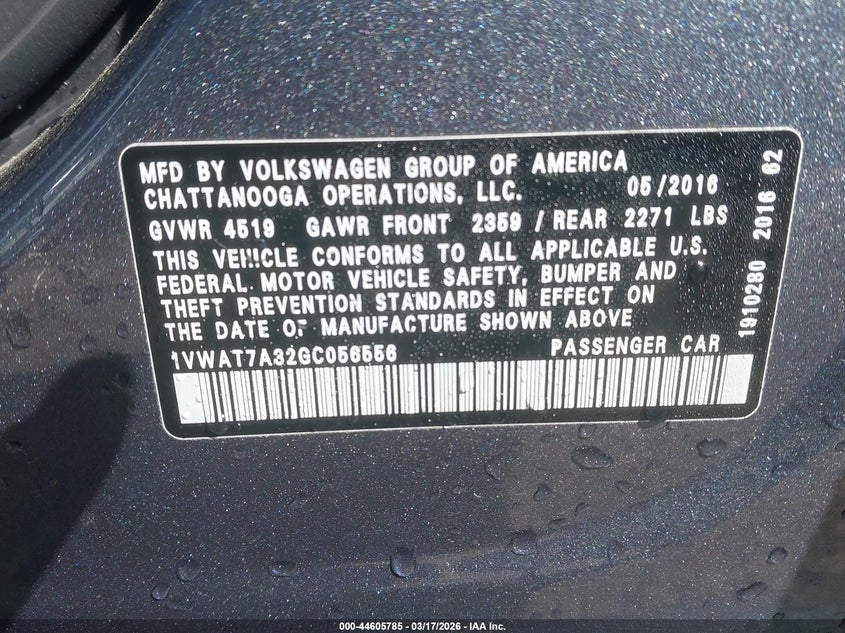 MFD BY VOLKSWAGEN GROUP OF AMERICA
CHATTANOOGA OPERATIONS, LLC. 05/2016
GVWR 4519 GAWR FRONT 2359 / REAR 2271 LBS
THIS VEHICLE CONFORMS TO ALL APPLICABLE U.S.
FEDERAL MOTOR VEHICLE SAFETY, BUMPER AND
THEFT PREVENTION STANDARDS IN EFFECT ON
THE DATE OF MANUFACTURE SHOWN ABOVE
1VWAT7A32GC056556 PASSENGER CAR
1910280 2016 62
000-44605785 - 03/17/2026 - IAA Inc.